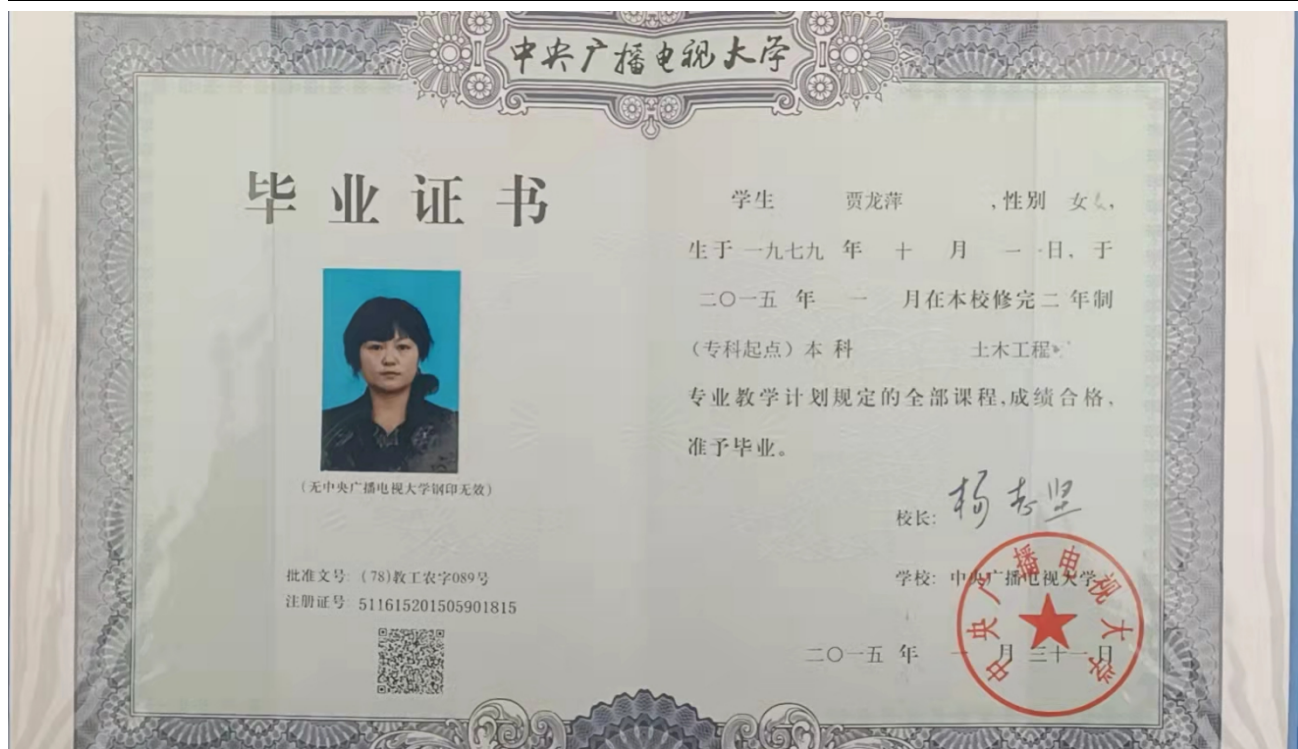 中央广播电视大学
毕业证书
(无中央广播电视大学钢印无效)
批准文号: (78)教工农字089号
注册证号 511615201505901815
学生 贾龙萍 ,性别 女,
生于 一九七九 年 十 月 一 日, 于
二〇一五 年 一 月在本校修完 二 年制
(专科起点) 本 科 土木工程
专业教学计划规定的全部课程,成绩合格,
准予毕业。
校长: 杨志坚
学校: 中央广播电视大学
二〇一五 年 一 月 三十一 日
中央广播电视大学